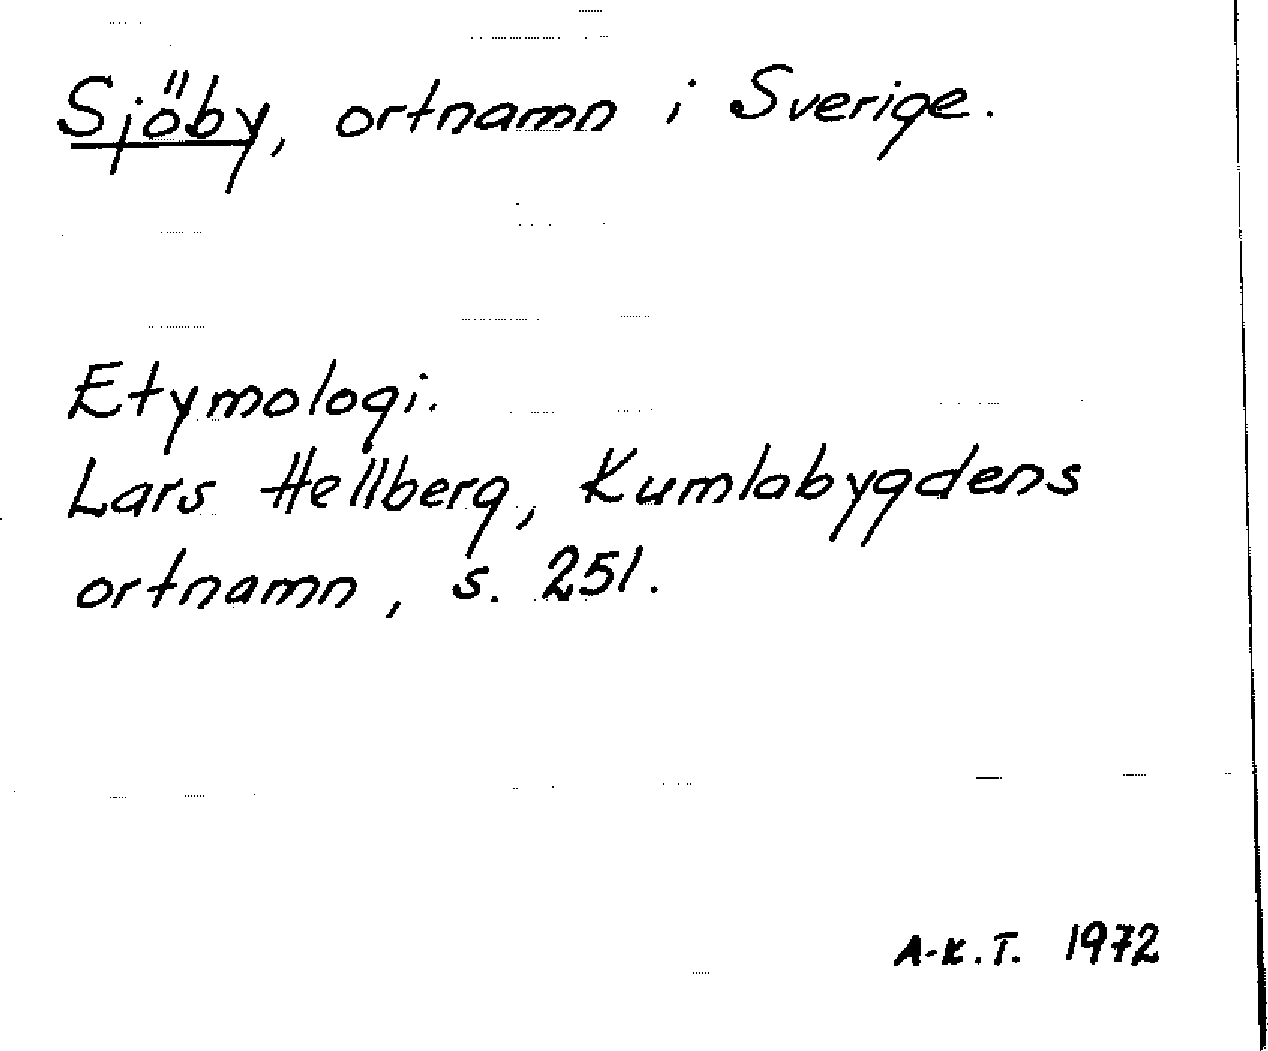 Sjöby, ortnamn i Sverige.
Etymologi.
Lars Hellberg, Kumlabygdens
ortnamn, s. 251.
A-K.T. 1972